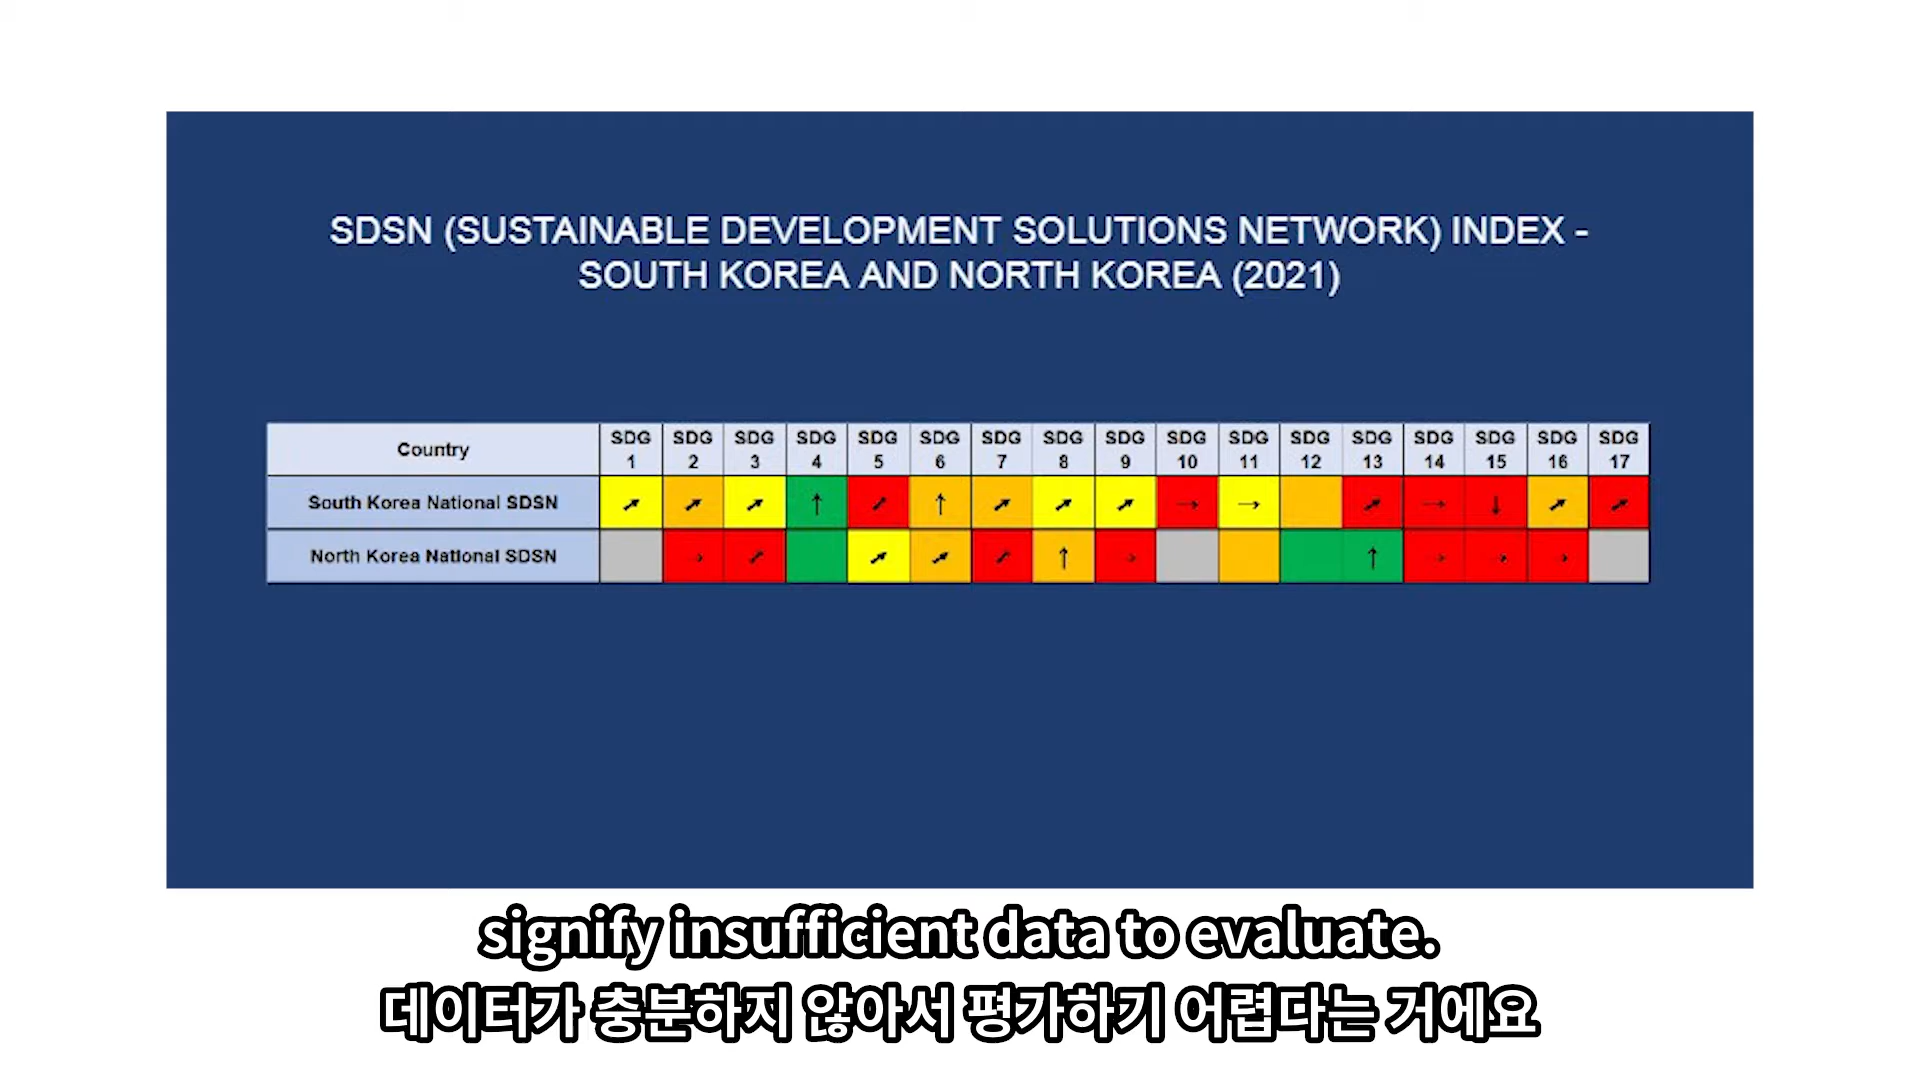 SDSN (SUSTAINABLE DEVELOPMENT SOLUTIONS NETWORK) INDEX -
SOUTH KOREA AND NORTH KOREA (2021)
Country SDG 1 SDG 2 SDG 3 SDG 4 SDG 5 SDG 6 SDG 7 SDG 8 SDG 9 SDG 10 SDG 11 SDG 12 SDG 13 SDG 14 SDG 15 SDG 16 SDG 17
South Korea National SDSN ↗ ↗ ↗ ↑ ↗ ↑ ↗ ↗ ↗ → → ↗ → ↓ ↗ ↗
North Korea National SDSN → ↗ ↗ ↗ ↗ ↑ → ↑ → → →
signify insufficient data to evaluate.
데이터가 충분하지 않아서 평가하기 어렵다는 거에요